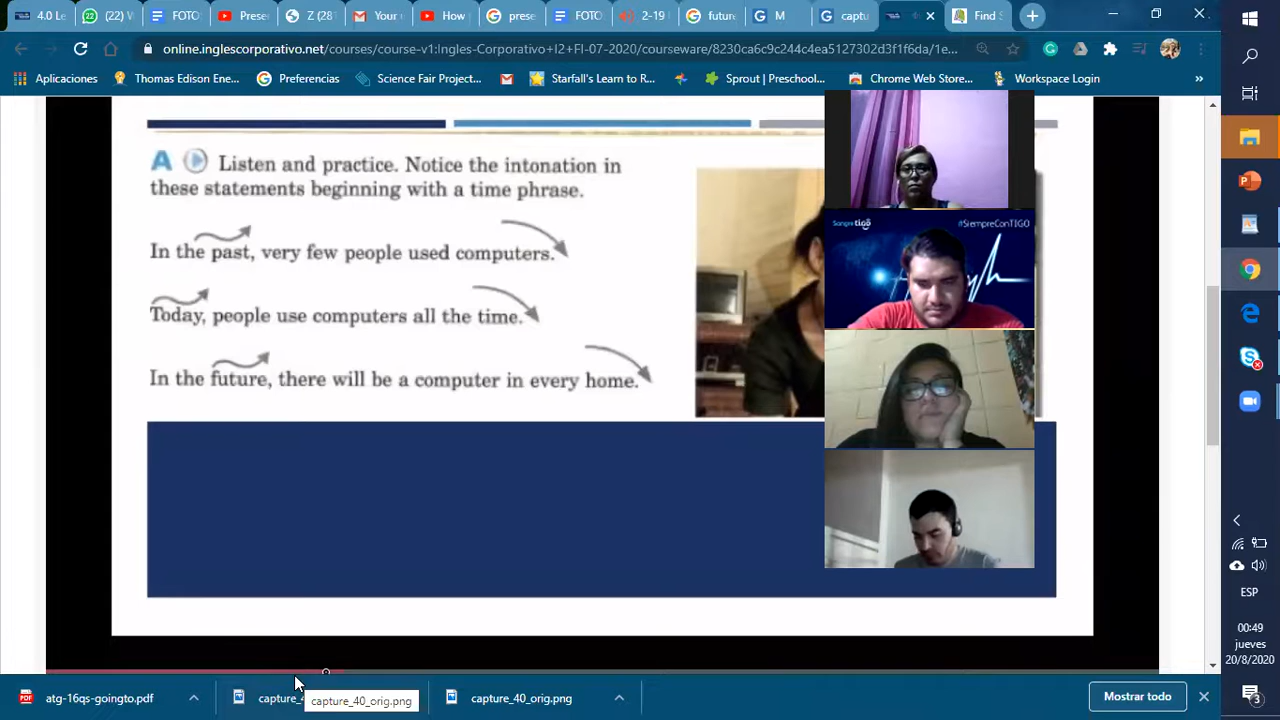 4.0 Le
(22) W
FOTO
Prese
Z (28
Your
How
prese
FOTO
2-19
future
M
captu
Find S
online.inglescorporativo.net/courses/course-v1:Ingles-Corporativo+I2+FI-07-2020/courseware/8230ca6c9c244c4ea5127302d3f1f6da/1e...
Aplicaciones
Thomas Edison Ene...
Preferencias
Science Fair Project...
Starfall's Learn to R...
Sprout | Preschool...
Chrome Web Store...
Workspace Login
»
A Listen and practice. Notice the intonation in
these statements beginning with a time phrase.
In the past, very few people used computers.
Today, people use computers all the time.
In the future, there will be a computer in every home.
Sangre tigo
#SiempreConTIGO
ESP
00:49
jueves
20/8/2020
3
atg-16qs-goingto.pdf
capture_4
capture_40_orig.png
capture_40_orig.png
Mostrar todo